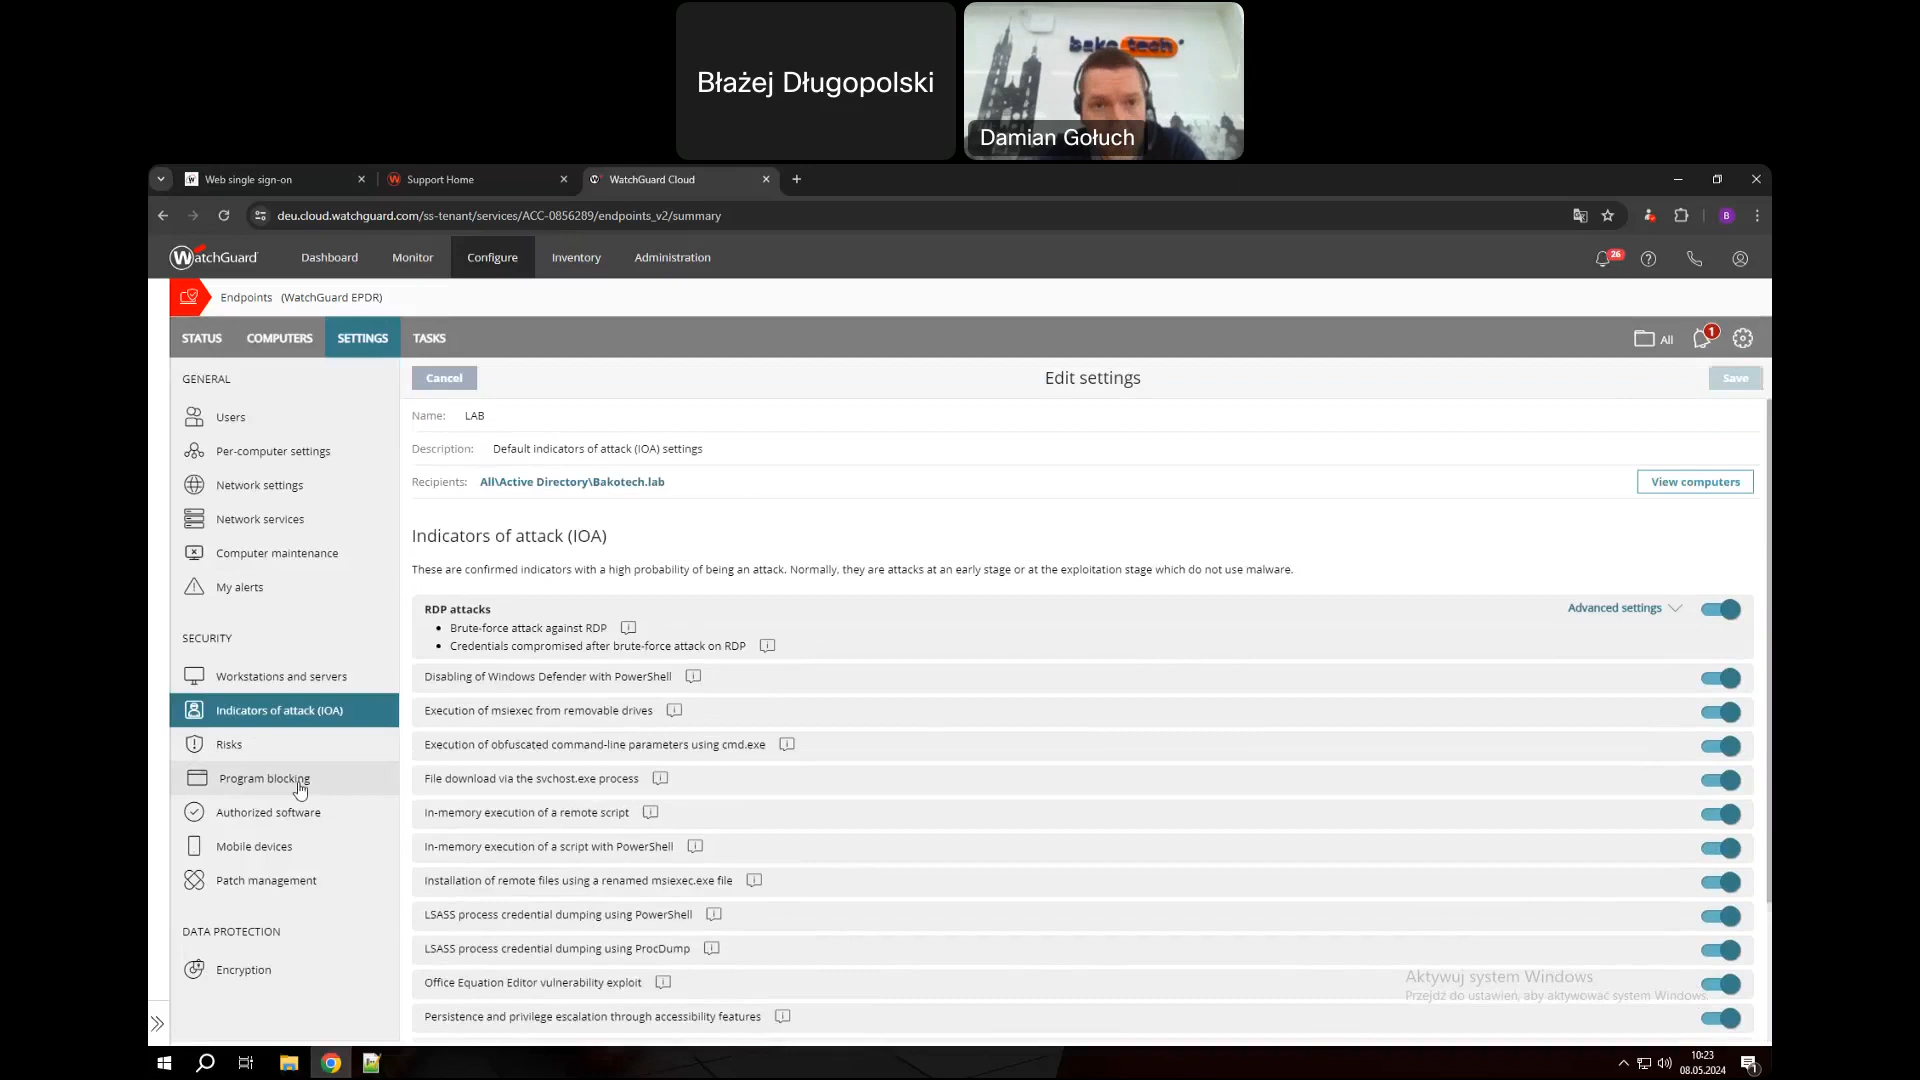 Błażej Długopolski
bakotech
Damian Gołuch
Web single sign-on
Support Home
WatchGuard Cloud
deu.cloud.watchguard.com/ss-tenant/services/ACC-0856289/endpoints_v2/summary
B
WatchGuard
Dashboard
Monitor
Configure
Inventory
Administration
26
Endpoints (WatchGuard EPDR)
STATUS
COMPUTERS
SETTINGS
TASKS
All
1
GENERAL
Users
Per-computer settings
Network settings
Network services
Computer maintenance
My alerts
SECURITY
Workstations and servers
Indicators of attack (IOA)
Risks
Program blocking
Authorized software
Mobile devices
Patch management
DATA PROTECTION
Encryption
Cancel
Edit settings
Save
Name: LAB
Description: Default indicators of attack (IOA) settings
Recipients: All\Active Directory\Bakotech.lab
View computers
Indicators of attack (IOA)
These are confirmed indicators with a high probability of being an attack. Normally, they are attacks at an early stage or at the exploitation stage which do not use malware.
RDP attacks
Advanced settings
• Brute-force attack against RDP
• Credentials compromised after brute-force attack on RDP
Disabling of Windows Defender with PowerShell
Execution of msiexec from removable drives
Execution of obfuscated command-line parameters using cmd.exe
File download via the svchost.exe process
In-memory execution of a remote script
In-memory execution of a script with PowerShell
Installation of remote files using a renamed msiexec.exe file
LSASS process credential dumping using PowerShell
LSASS process credential dumping using ProcDump
Office Equation Editor vulnerability exploit
Persistence and privilege escalation through accessibility features
Aktywuj system Windows
Przejdź do ustawień, aby aktywować system Windows.
10:23
08.05.2024
1